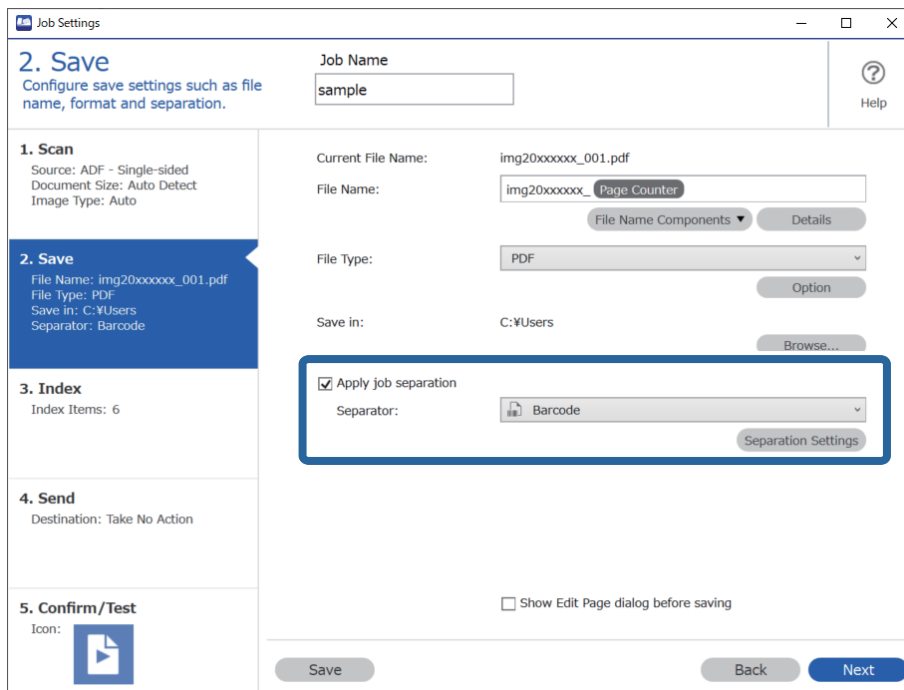 Job Settings
2. Save
Configure save settings such as file
name, format and separation.
Job Name
sample
Help
1. Scan
Source: ADF - Single-sided
Document Size: Auto Detect
Image Type: Auto
2. Save
File Name: img20xxxxxx_001.pdf
File Type: PDF
Save in: C:¥Users
Separator: Barcode
3. Index
Index Items: 6
4. Send
Destination: Take No Action
5. Confirm/Test
Icon:
Current File Name: img20xxxxxx_001.pdf
File Name: img20xxxxxx_ Page Counter
File Name Components ▼ Details
File Type: PDF
Option
Save in: C:¥Users
Browse...
Apply job separation
Separator: Barcode
Separation Settings
Show Edit Page dialog before saving
Save Back Next